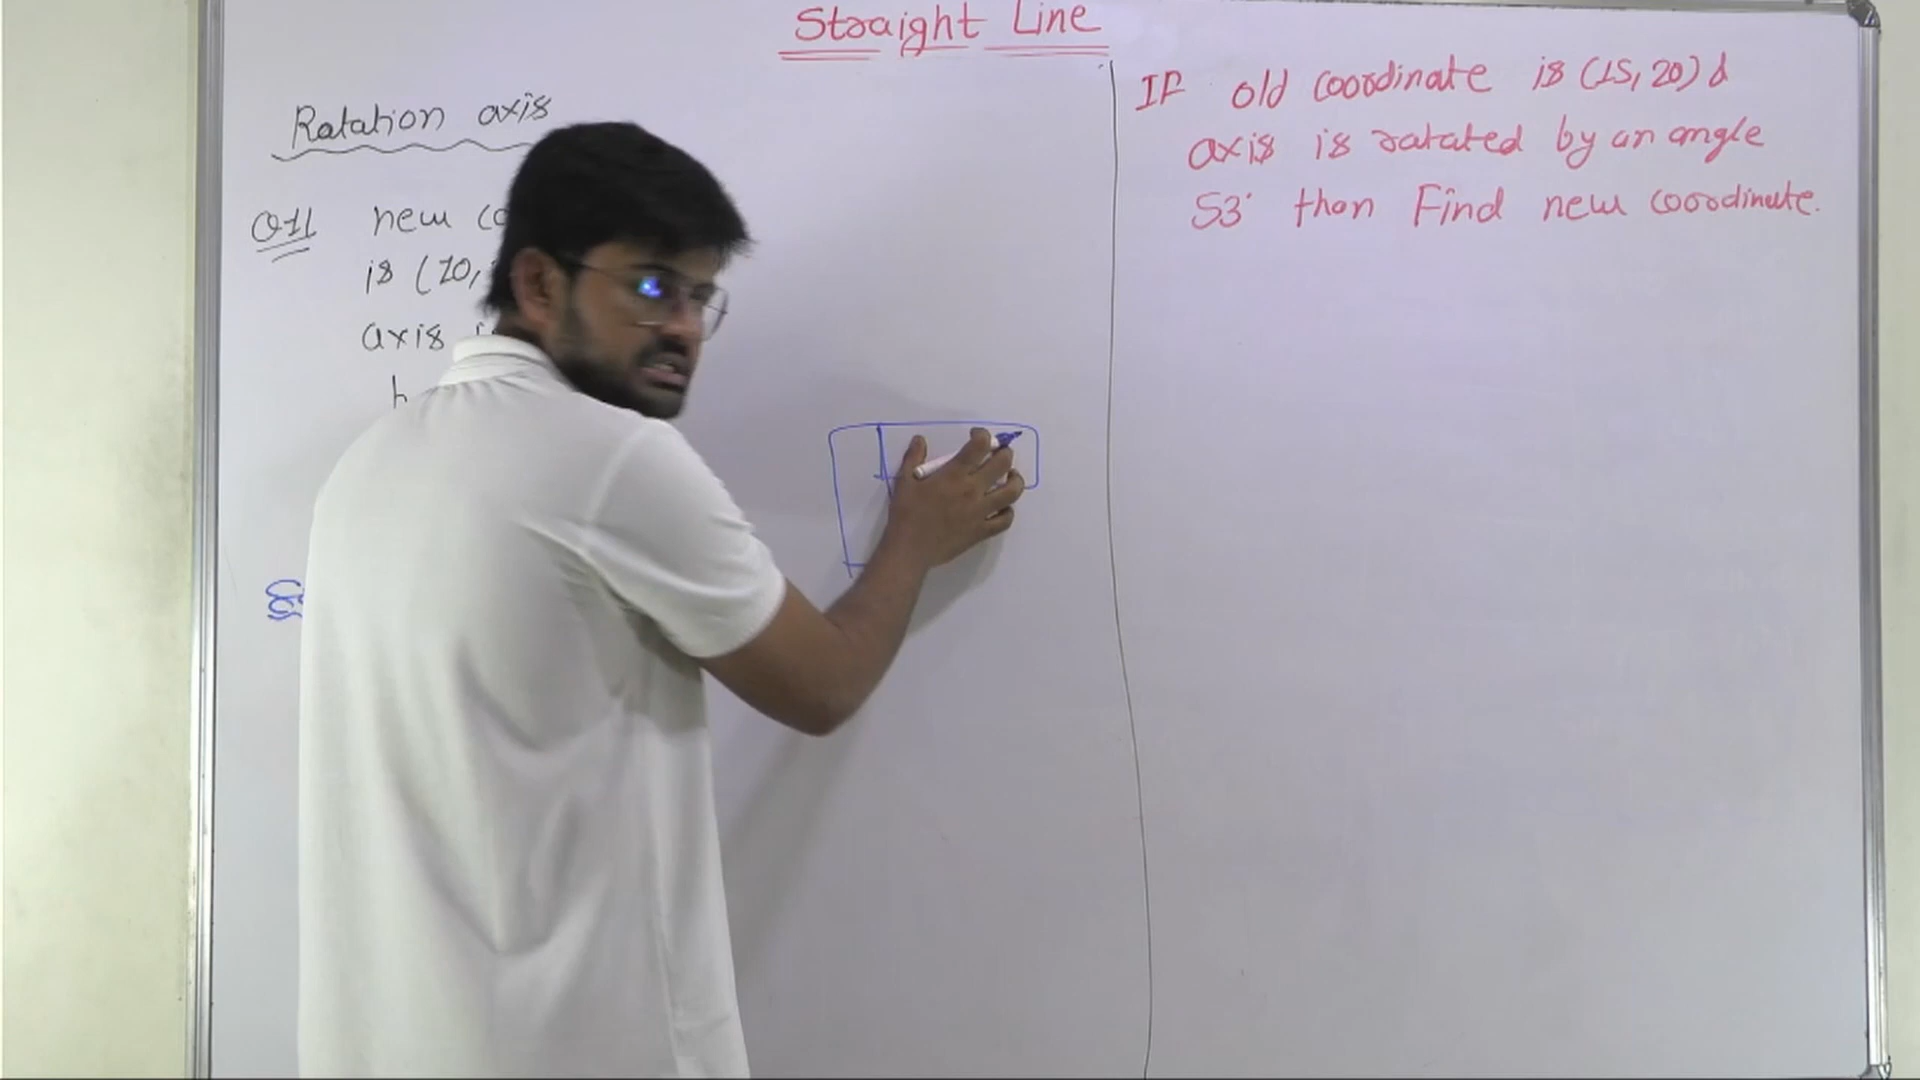 Straight Line
Rotation axis
Q11 new co
is (10,
axis is
h
IF old coordinate is (15, 20) &
axis is rotated by an angle
53° then Find new coordinate.